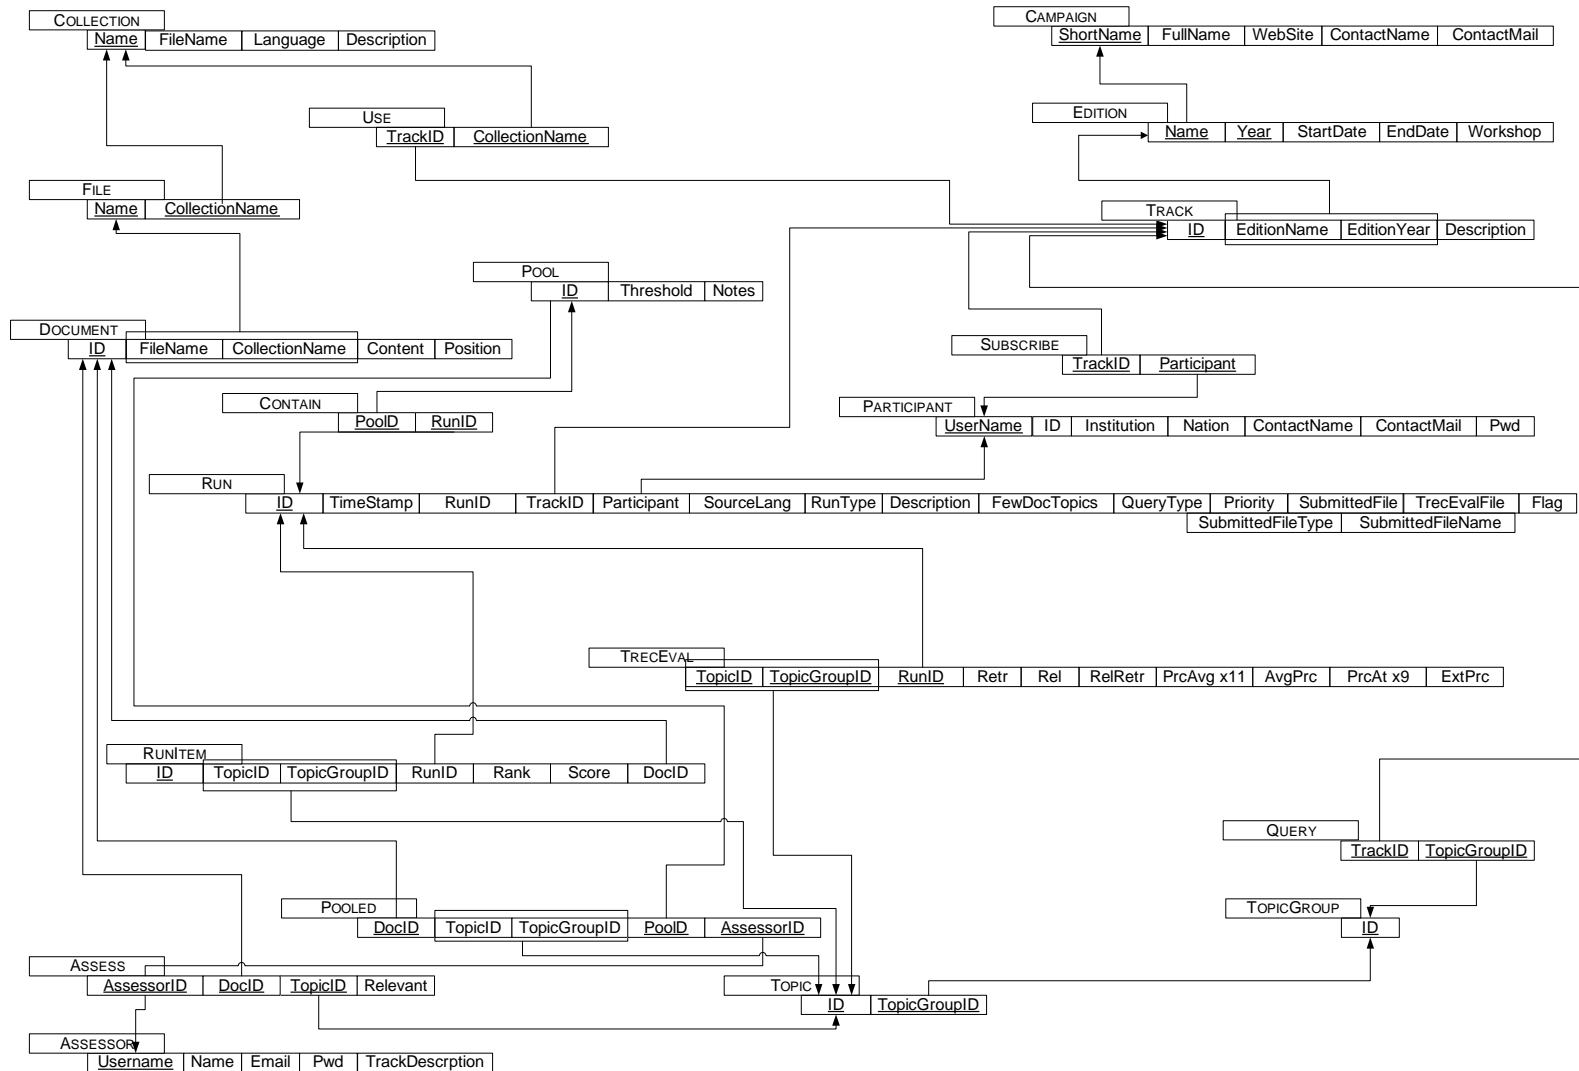 COLLECTION
Name FileName Language Description
CAMPAIGN
ShortName FullName WebSite ContactName ContactMail
USE
TrackID CollectionName
EDITION
Name Year StartDate EndDate Workshop
FILE
Name CollectionName
TRACK
ID EditionName EditionYear Description
POOL
ID Threshold Notes
DOCUMENT
ID FileName CollectionName Content Position
SUBSCRIBE
TrackID Participant
CONTAIN
PoolD RunID
PARTICIPANT
UserName ID Institution Nation ContactName ContactMail Pwd
RUN
ID TimeStamp RunID TrackID Participant SourceLang RunType Description FewDocTopics QueryType Priority SubmittedFile TrecEvalFile Flag
SubmittedFileType SubmittedFileName
TRECEVAL
TopicID TopicGroupID RunID Retr Rel RelRetr PrcAvg x11 AvgPrc PrcAt x9 ExtPrc
RUNITEM
ID TopicID TopicGroupID RunID Rank Score DocID
QUERY
TrackID TopicGroupID
POOLED
DocID TopicID TopicGroupID PoolD AssessorID
TOPICGROUP
ID
ASSESS
AssessorID DocID TopicID Relevant
TOPIC
ID TopicGroupID
ASSESSOR
Username Name Email Pwd TrackDescrption